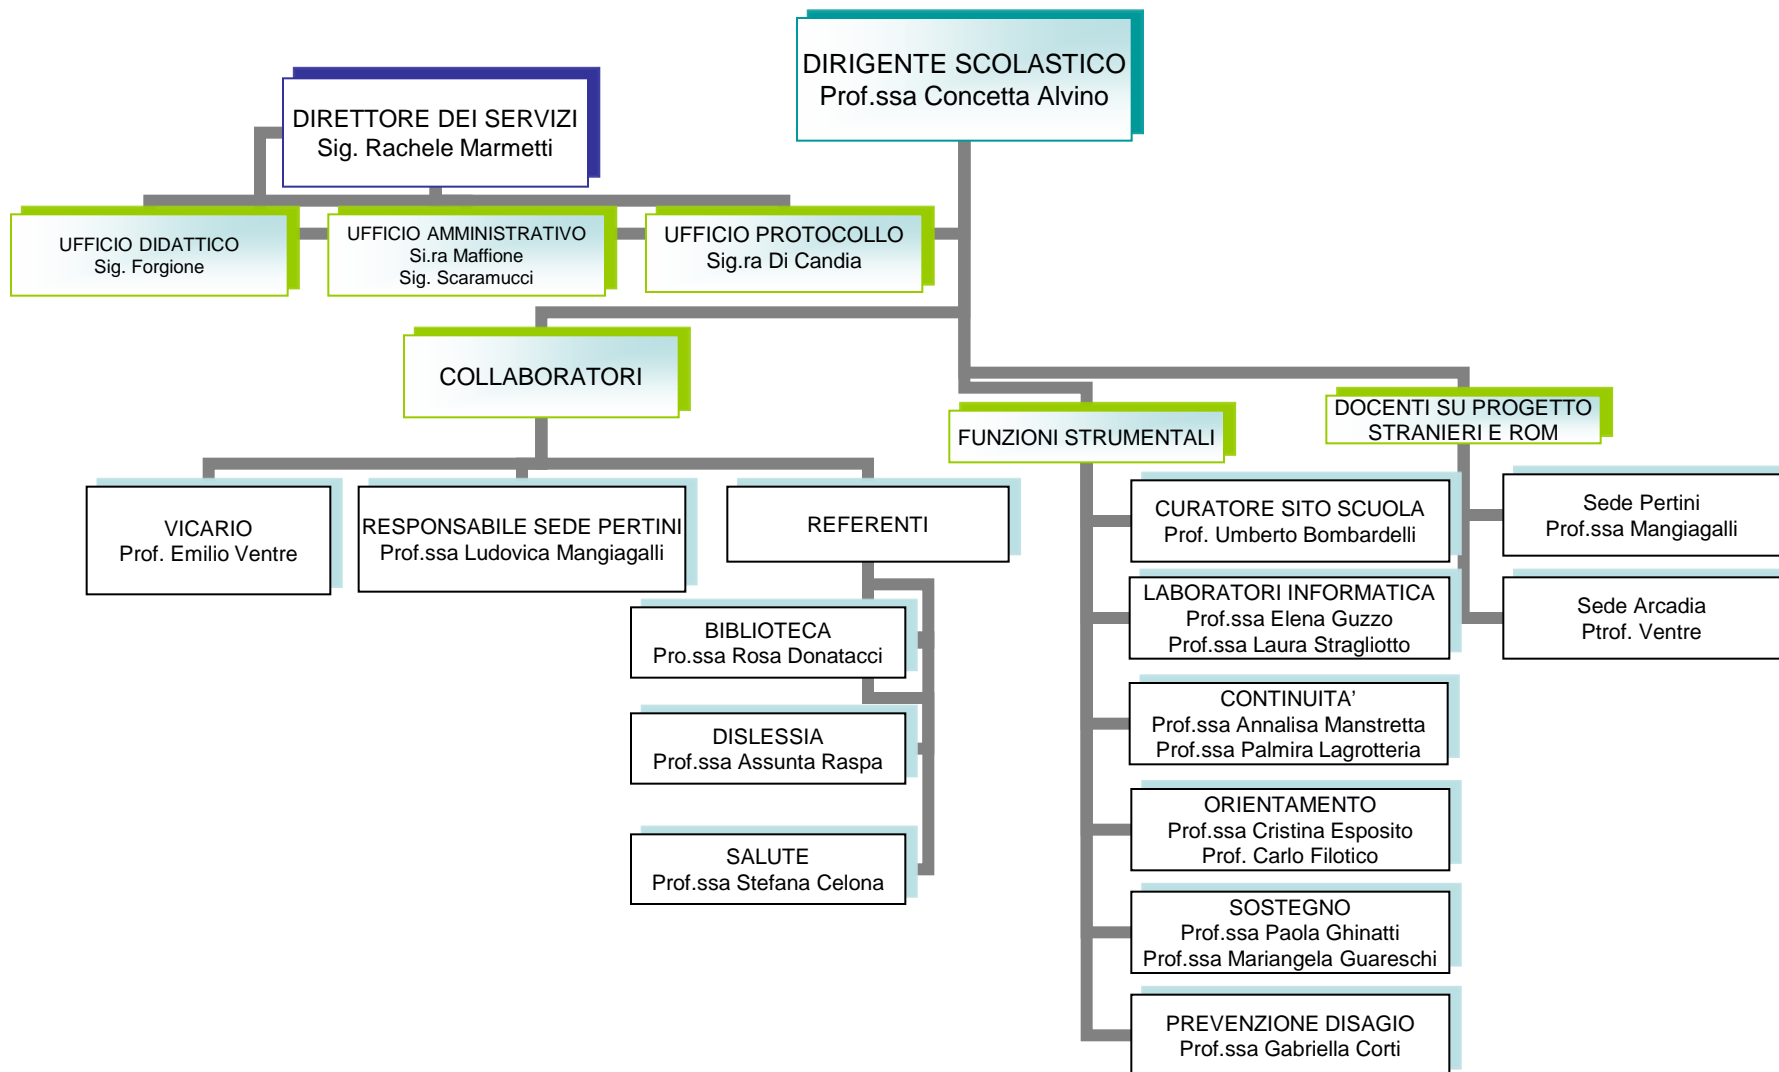 DIRIGENTE SCOLASTICO
Prof.ssa Concetta Alvino
DIRETTORE DEI SERVIZI
Sig. Rachele Marmetti
UFFICIO DIDATTICO
Sig. Forgione
UFFICIO AMMINISTRATIVO
Si.ra Maffione
Sig. Scaramucci
UFFICIO PROTOCOLLO
Sig.ra Di Candia
COLLABORATORI
FUNZIONI STRUMENTALI
DOCENTI SU PROGETTO
STRANIERI E ROM
VICARIO
Prof. Emilio Ventre
RESPONSABILE SEDE PERTINI
Prof.ssa Ludovica Mangiagalli
REFERENTI
BIBLIOTECA
Pro.ssa Rosa Donatacci
DISLESSIA
Prof.ssa Assunta Raspa
SALUTE
Prof.ssa Stefana Celona
CURATORE SITO SCUOLA
Prof. Umberto Bombardelli
LABORATORI INFORMATICA
Prof.ssa Elena Guzzo
Prof.ssa Laura Stragliotto
CONTINUITA’
Prof.ssa Annalisa Manstretta
Prof.ssa Palmira Lagrotteria
ORIENTAMENTO
Prof.ssa Cristina Esposito
Prof. Carlo Filotico
SOSTEGNO
Prof.ssa Paola Ghinatti
Prof.ssa Mariangela Guareschi
PREVENZIONE DISAGIO
Prof.ssa Gabriella Corti
Sede Pertini
Prof.ssa Mangiagalli
Sede Arcadia
Ptrof. Ventre